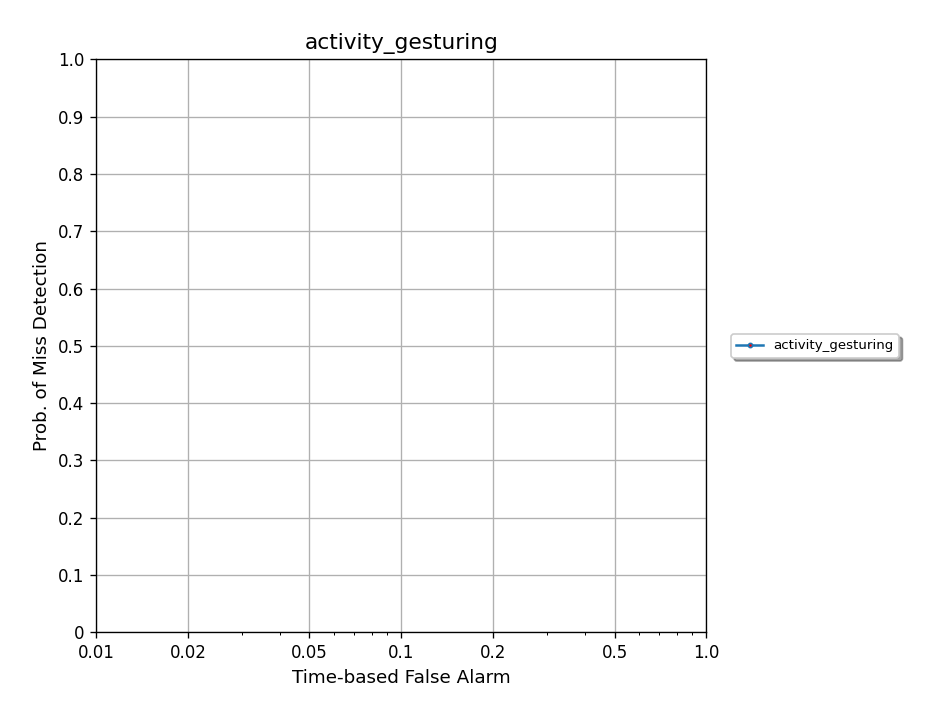 activity_gesturing
1.0
0.9
0.8
0.7
0.6
0.5
0.4
0.3
0.2
0.1
0
Prob. of Miss Detection
0.01 0.02 0.05 0.1 0.2 0.5 1.0
Time-based False Alarm
activity_gesturing